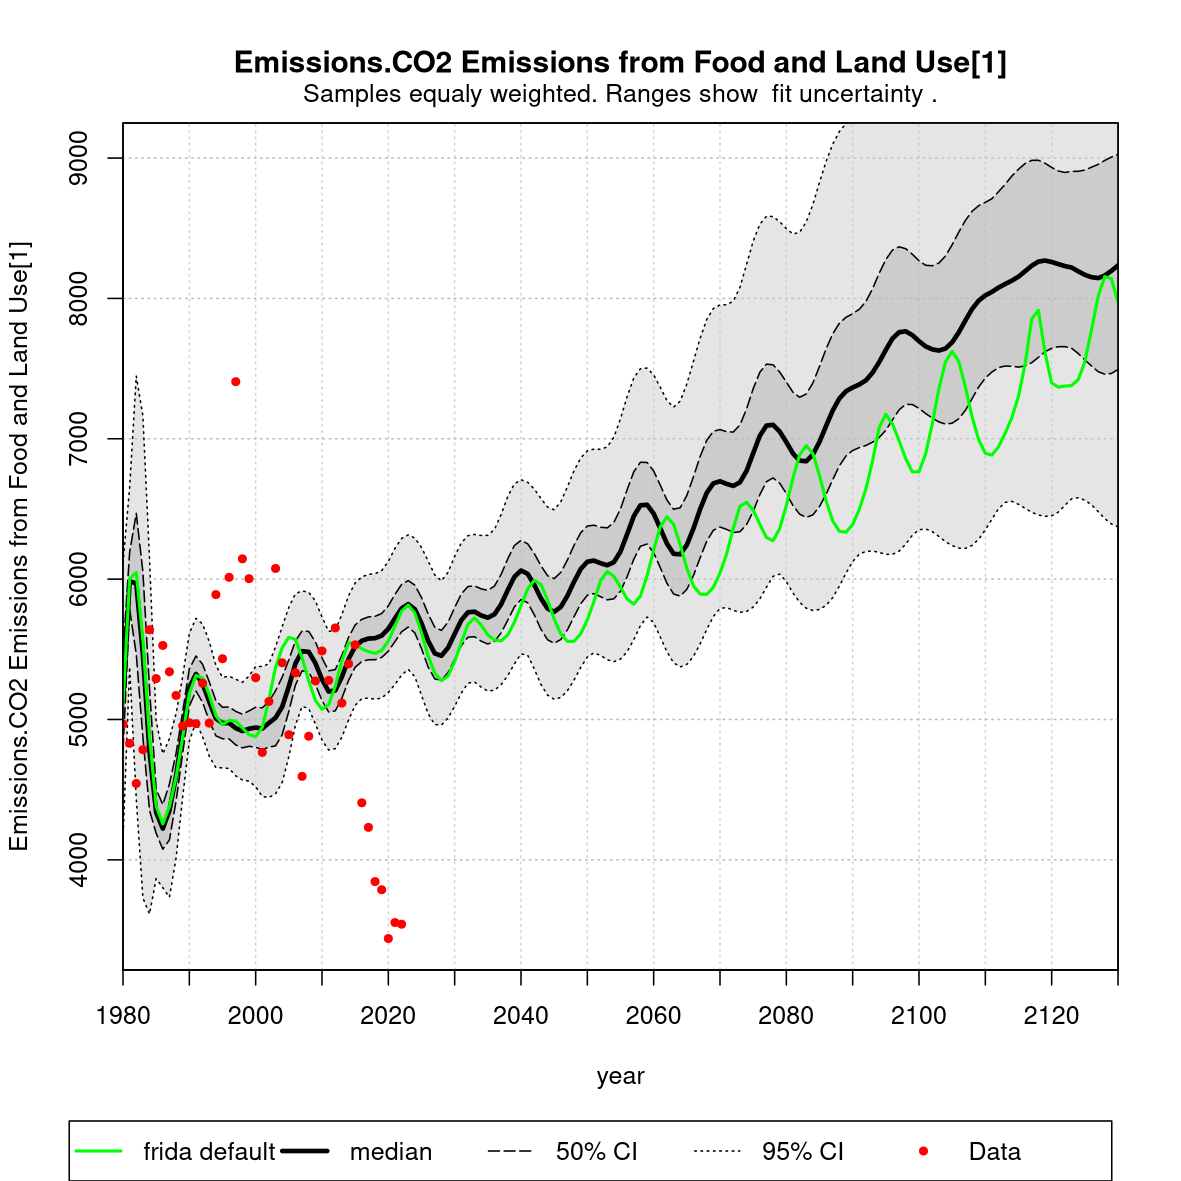 Emissions.CO2 Emissions from Food and Land Use[1]
Samples equaly weighted. Ranges show  fit uncertainty .
Emissions.CO2 Emissions from Food and Land Use[1]
9000
8000
7000
6000
5000
4000
1980 2000 2020 2040 2060 2080 2100 2120
year
frida default median 50% CI 95% CI Data